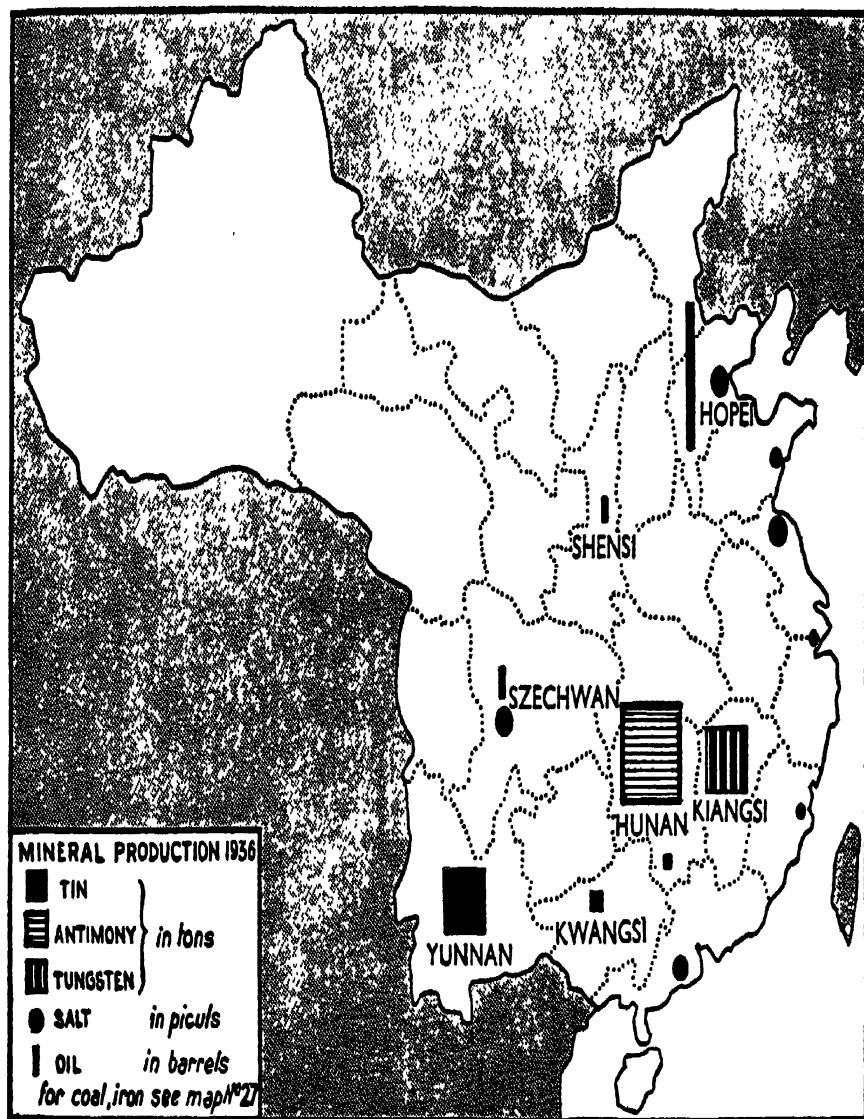 HOPEI
SHENSI
SZECHWAN
HUNAN
KIANGSI
YUNNAN
KWANGSI
MINERAL PRODUCTION 1936
TIN
ANTIMONY
in tons
TUNGSTEN
SALT in piculs
OIL in barrels
for coal, iron see map Nº 27